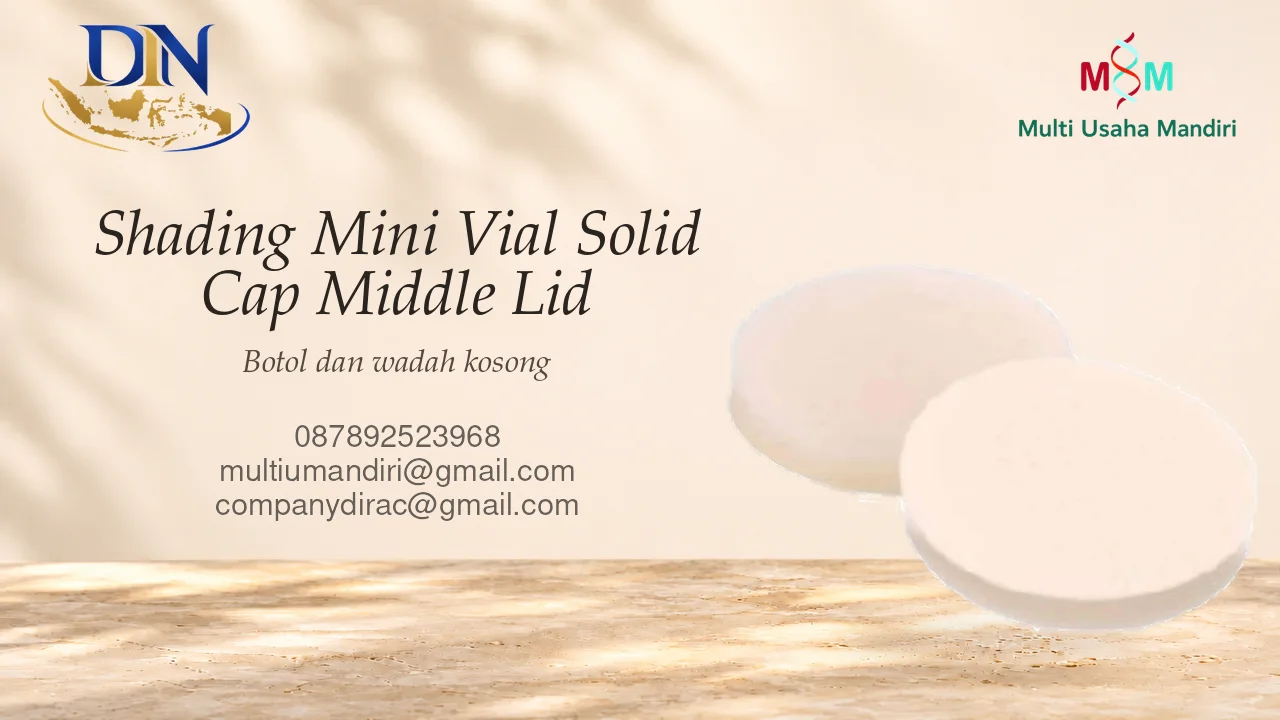 DIN
M M
Multi Usaha Mandiri
Shading Mini Vial Solid
Cap Middle Lid
Botol dan wadah kosong
087892523968
multiumandiri@gmail.com
companydirac@gmail.com